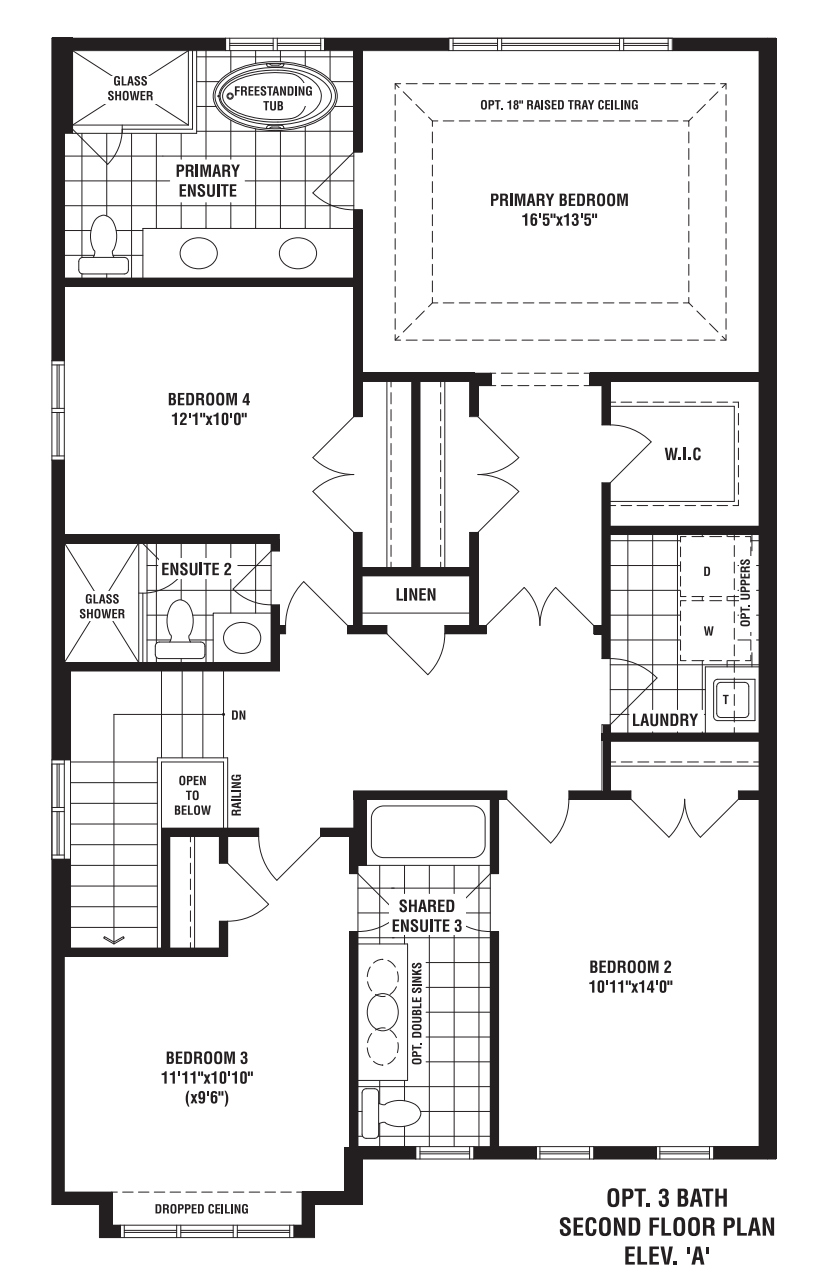 GLASS
SHOWER
FREESTANDING
TUB
PRIMARY
ENSUITE
OPT. 18" RAISED TRAY CEILING
PRIMARY BEDROOM
16'5"x13'5"
BEDROOM 4
12'1"x10'0"
W.I.C
ENSUITE 2
GLASS
SHOWER
LINEN
D
W
OPT. UPPERS
T
LAUNDRY
DN
OPEN
TO
BELOW
RAILING
SHARED
ENSUITE 3
OPT. DOUBLE SINKS
BEDROOM 2
10'11"x14'0"
BEDROOM 3
11'11"x10'10"
(x9'6")
DROPPED CEILING
OPT. 3 BATH
SECOND FLOOR PLAN
ELEV. 'A'